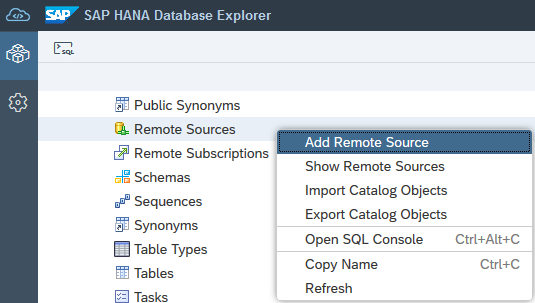 SAP SAP HANA Database Explorer
SQL
Public Synonyms
Remote Sources
Add Remote Source
Remote Subscriptions
Show Remote Sources
Schemas
Import Catalog Objects
Sequences
Export Catalog Objects
Synonyms
Open SQL Console Ctrl+Alt+C
Table Types
Copy Name Ctrl+C
Tables
Refresh
Tasks